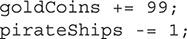 goldCoins += 99;
pirateShips -= 1;